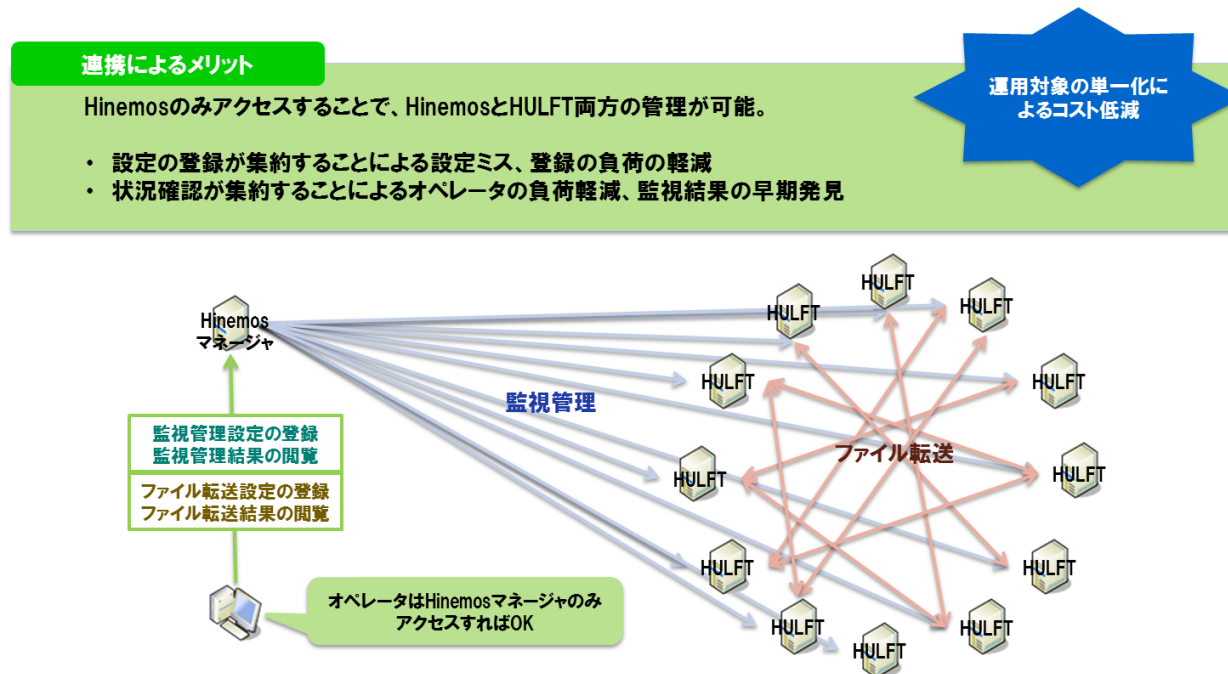 連携によるメリット
運用対象の単一化に
よるコスト低減
Hinemosのみアクセスすることで、HinemosとHULFT両方の管理が可能。
・ 設定の登録が集約することによる設定ミス、登録の負荷の軽減
・ 状況確認が集約することによるオペレータの負荷軽減、監視結果の早期発見
Hinemos
マネージャ
HULFT
HULFT
HULFT
HULFT
HULFT
監視管理
ファイル転送
HULFT
HULFT
HULFT
HULFT
HULFT
HULFT
HULFT
監視管理設定の登録
監視管理結果の閲覧
ファイル転送設定の登録
ファイル転送結果の閲覧
オペレータはHinemosマネージャのみ
アクセスすればOK